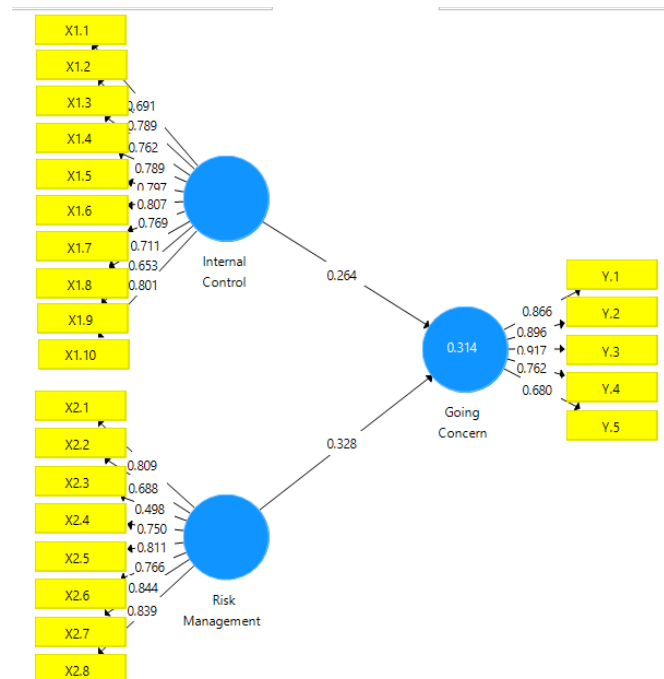 X1.1
X1.2
X1.3
X1.4
X1.5
X1.6
X1.7
X1.8
X1.9
X1.10
0.691
0.789
0.762
0.789
0.797
0.807
0.769
0.711
0.653
0.801
Internal
Control
0.264
X2.1
X2.2
X2.3
X2.4
X2.5
X2.6
X2.7
X2.8
0.809
0.688
0.498
0.750
0.811
0.766
0.844
0.839
Risk
Management
0.328
0.314
Going
Concern
0.866
0.896
0.917
0.762
0.680
Y.1
Y.2
Y.3
Y.4
Y.5